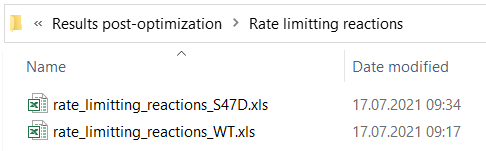 « Results post-optimization > Rate limitting reactions
Name Date modified
rate_limitting_reactions_S47D.xls 17.07.2021 09:34
rate_limitting_reactions_WT.xls 17.07.2021 09:17